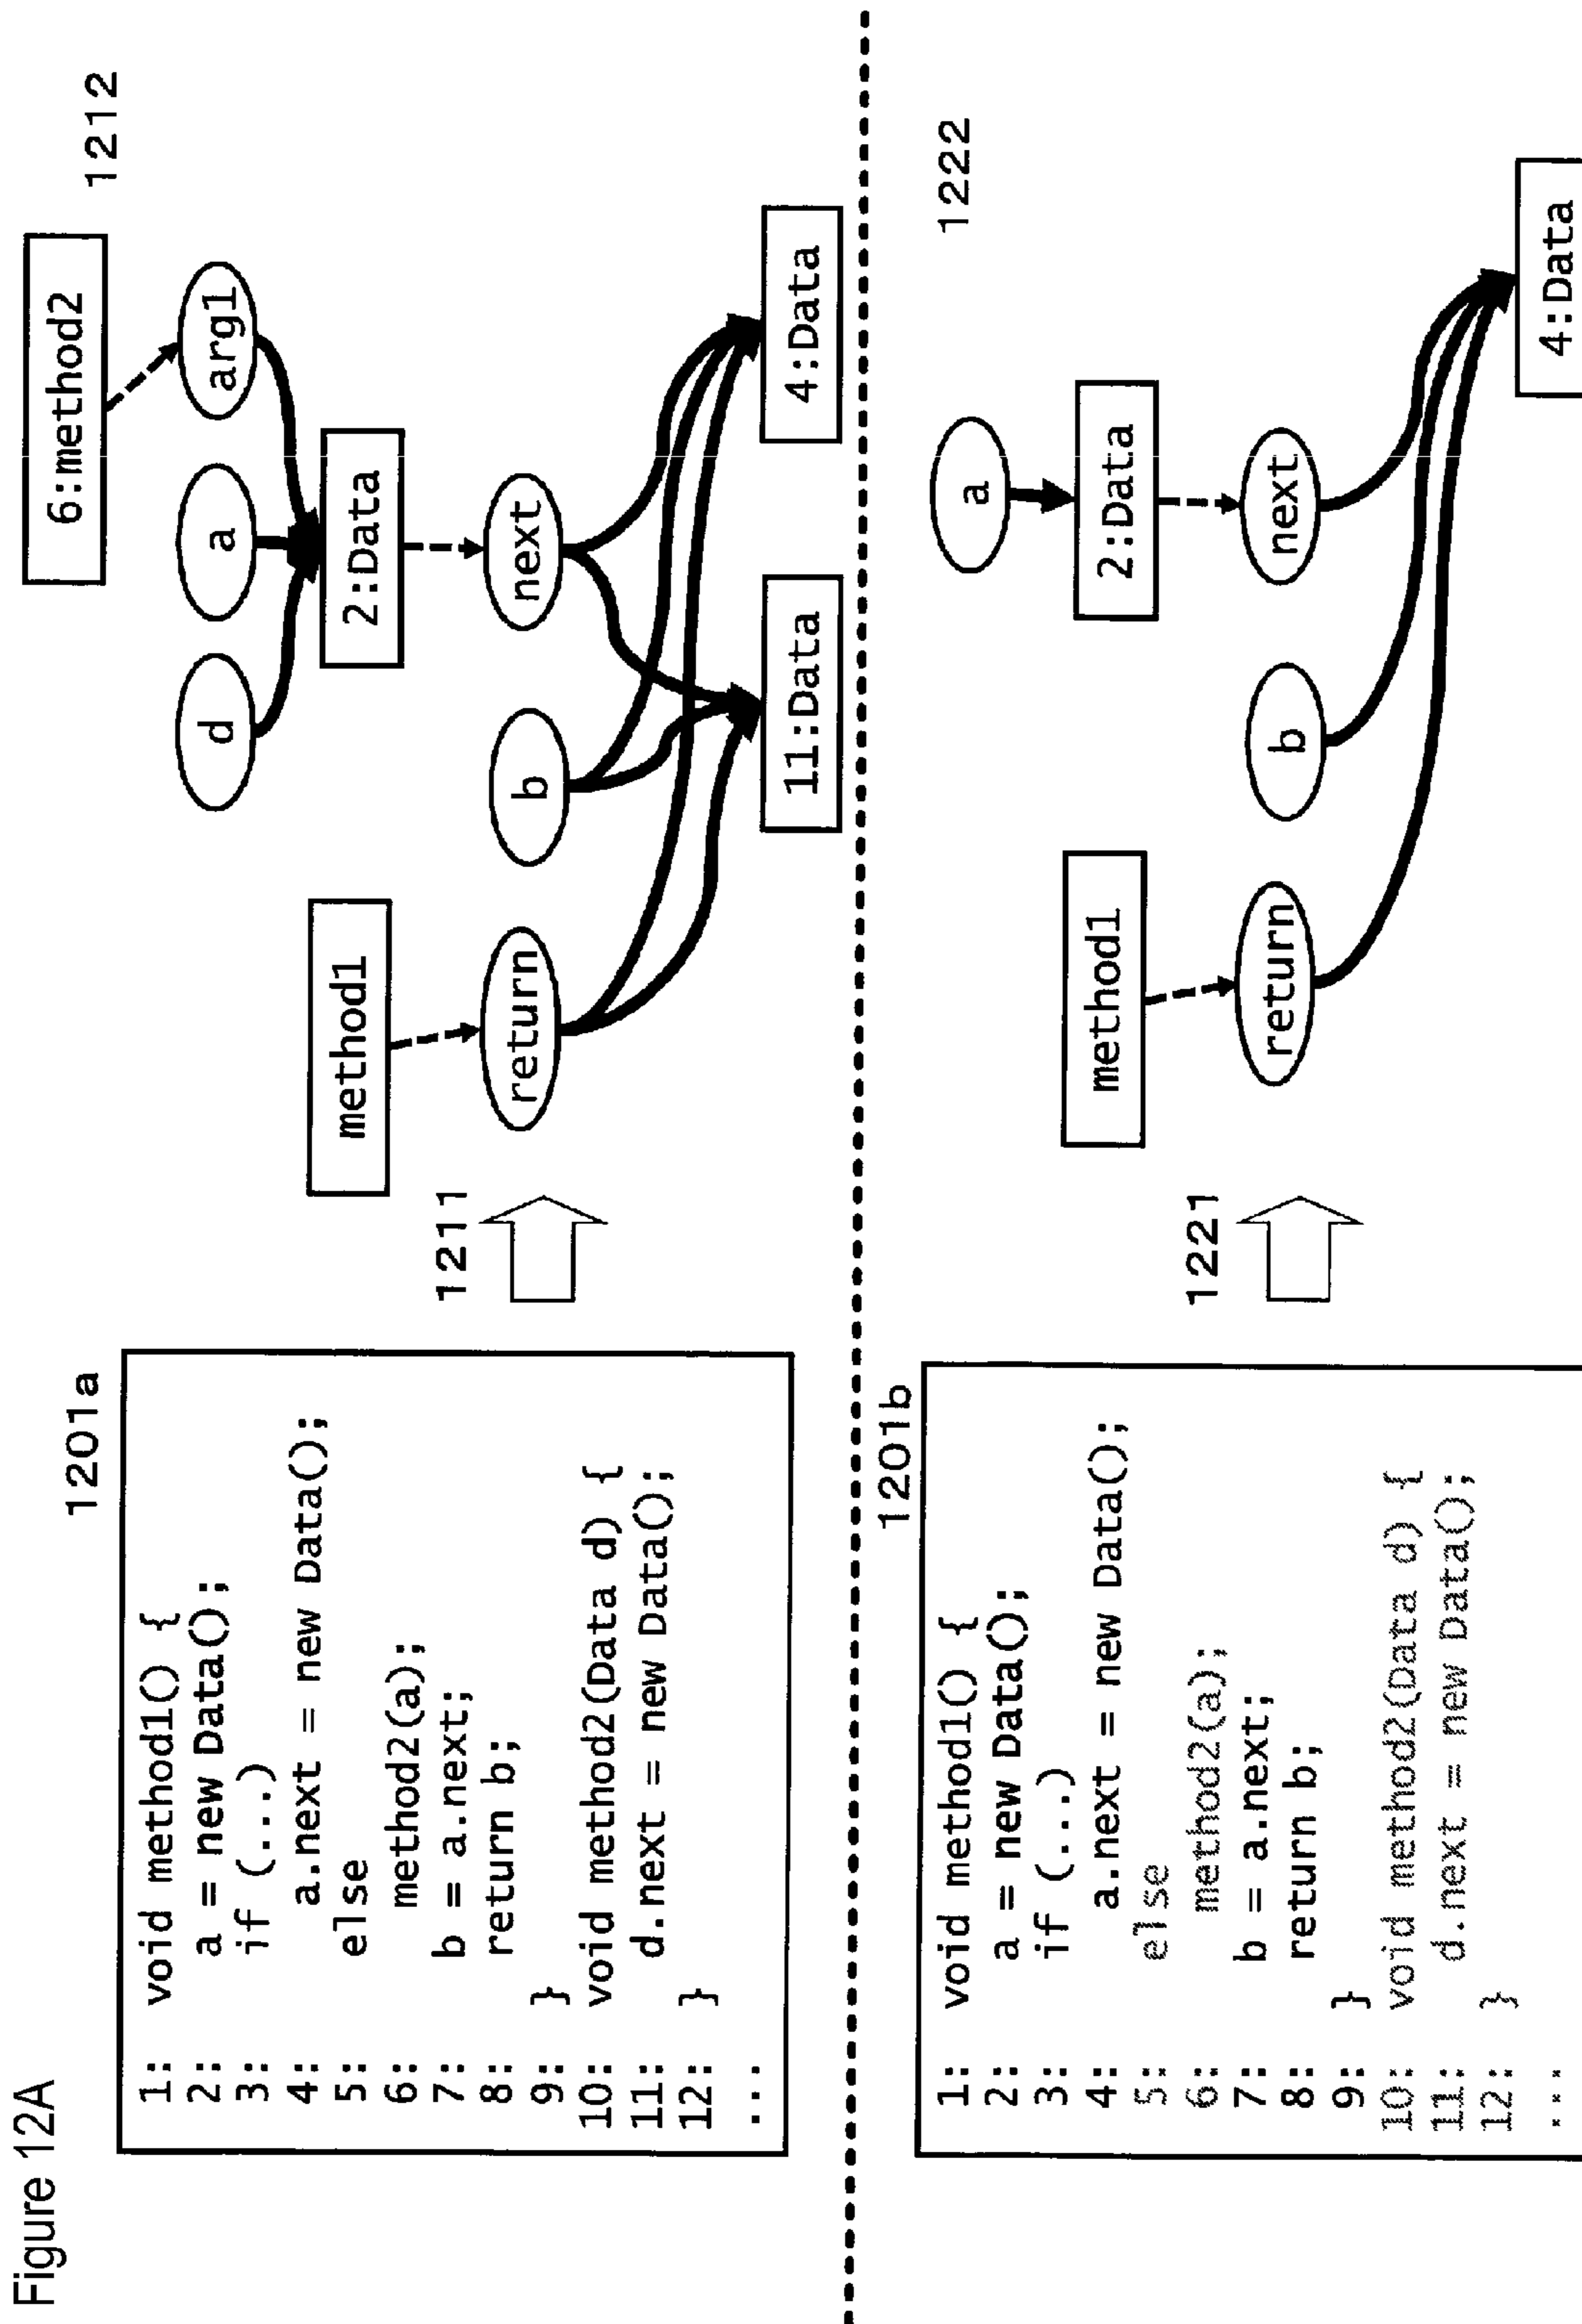 Figure 12A
1201a
1: void method1() {
2: a = new Data();
3: if (...)
4: a.next = new Data();
5: else
6: method2(a);
7: b = a.next;
8: return b;
9: }
10: void method2(Data d) {
11: d.next = new Data();
12: }
...
1211
1212
6:method2
d
a
arg1
method1
2:Data
return
b
next
11:Data
4:Data
1201b
1: void method1() {
2: a = new Data();
3: if (...)
4: a.next = new Data();
5: else
6: method2(a);
7: b = a.next;
8: return b;
9: }
10: void method2(Data d) {
11: d.next = new Data();
12: }
...
1221
1222
a
method1
2:Data
return
b
next
4:Data